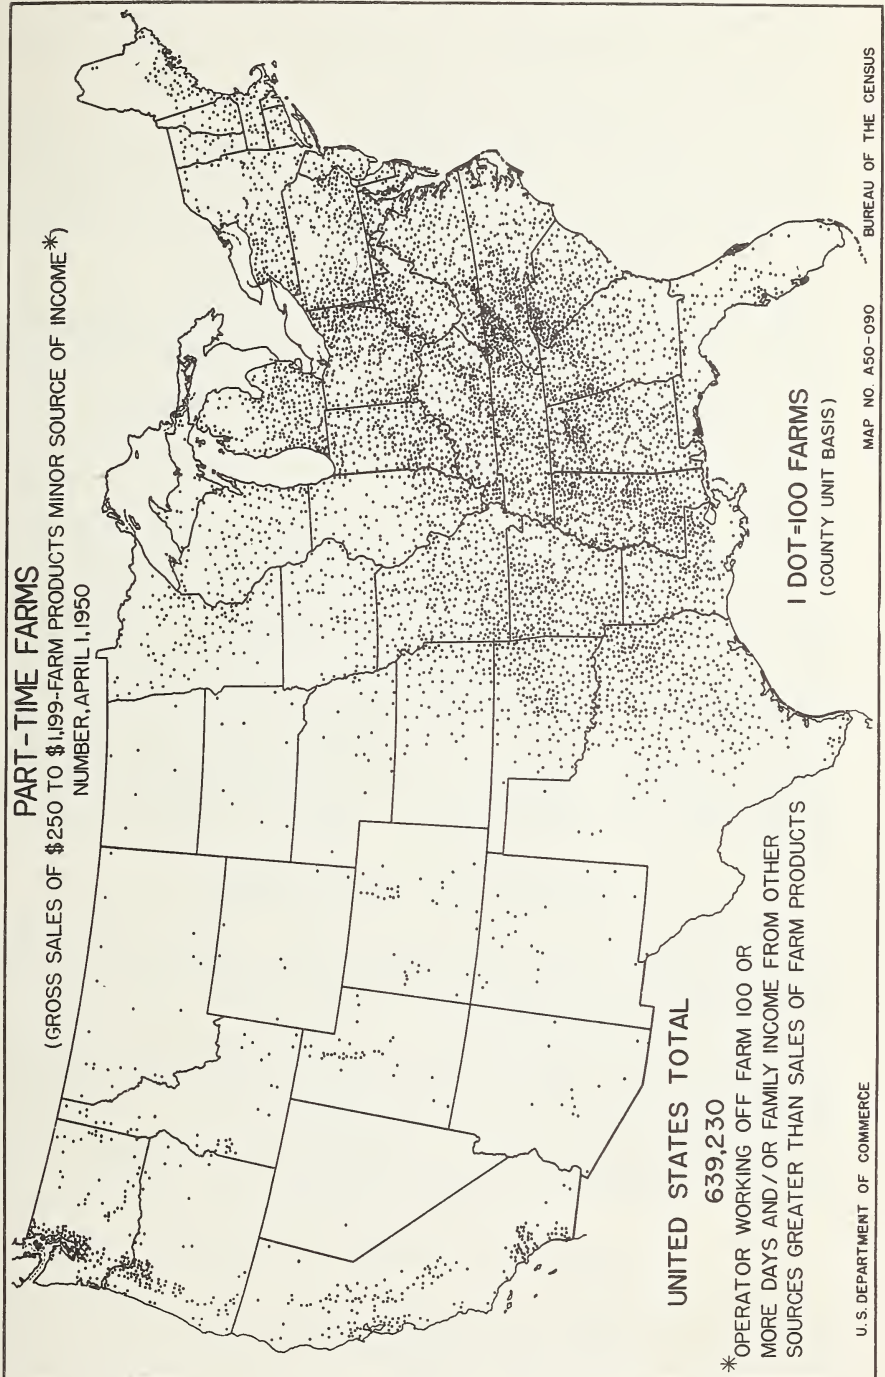 PART-TIME FARMS
(GROSS SALES OF $250 TO $1,199-FARM PRODUCTS MINOR SOURCE OF INCOME*)
NUMBER, APRIL 1, 1950
UNITED STATES TOTAL
639,230
*OPERATOR WORKING OFF FARM 100 OR
MORE DAYS AND/OR FAMILY INCOME FROM OTHER
SOURCES GREATER THAN SALES OF FARM PRODUCTS
1 DOT=100 FARMS
(COUNTY UNIT BASIS)
U.S. DEPARTMENT OF COMMERCE
MAP NO. A50-090
BUREAU OF THE CENSUS